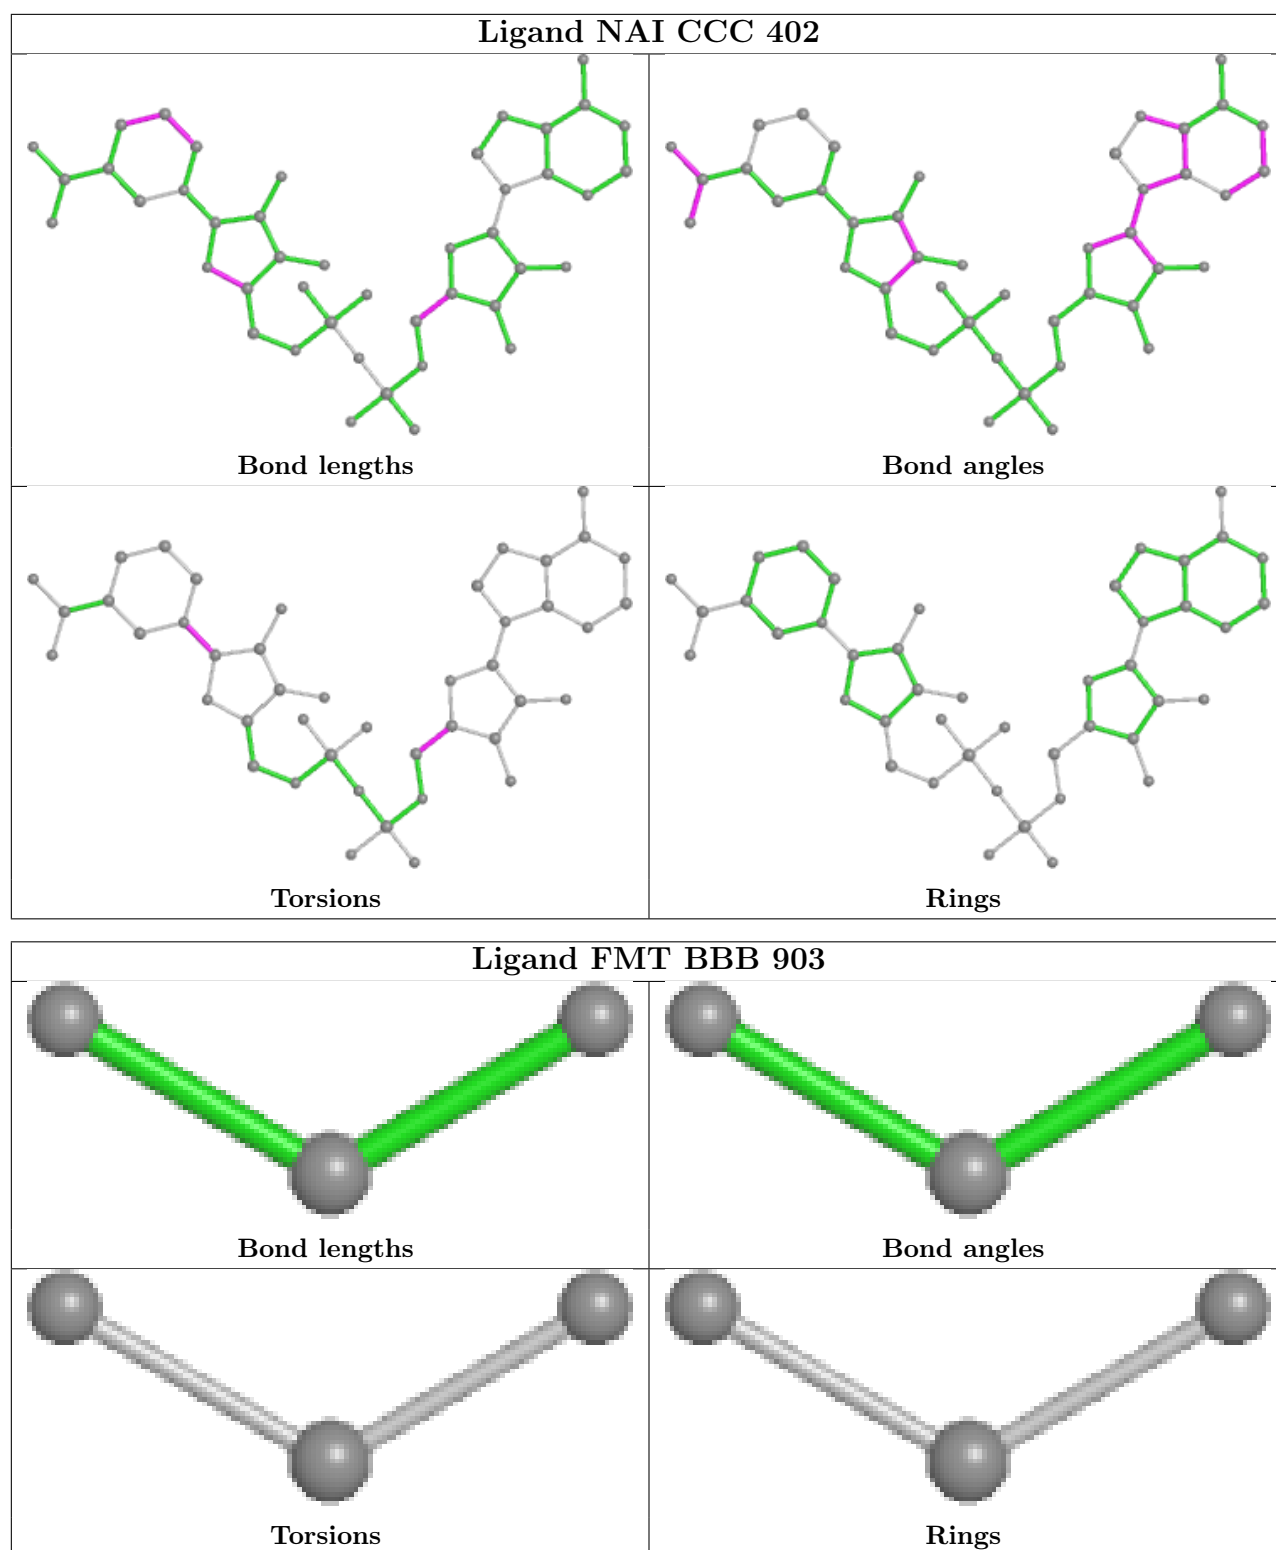 Ligand NAI CCC 402
Bond lengths
Bond angles
Torsions
Rings
Ligand FMT BBB 903
Bond lengths
Bond angles
Torsions
Rings